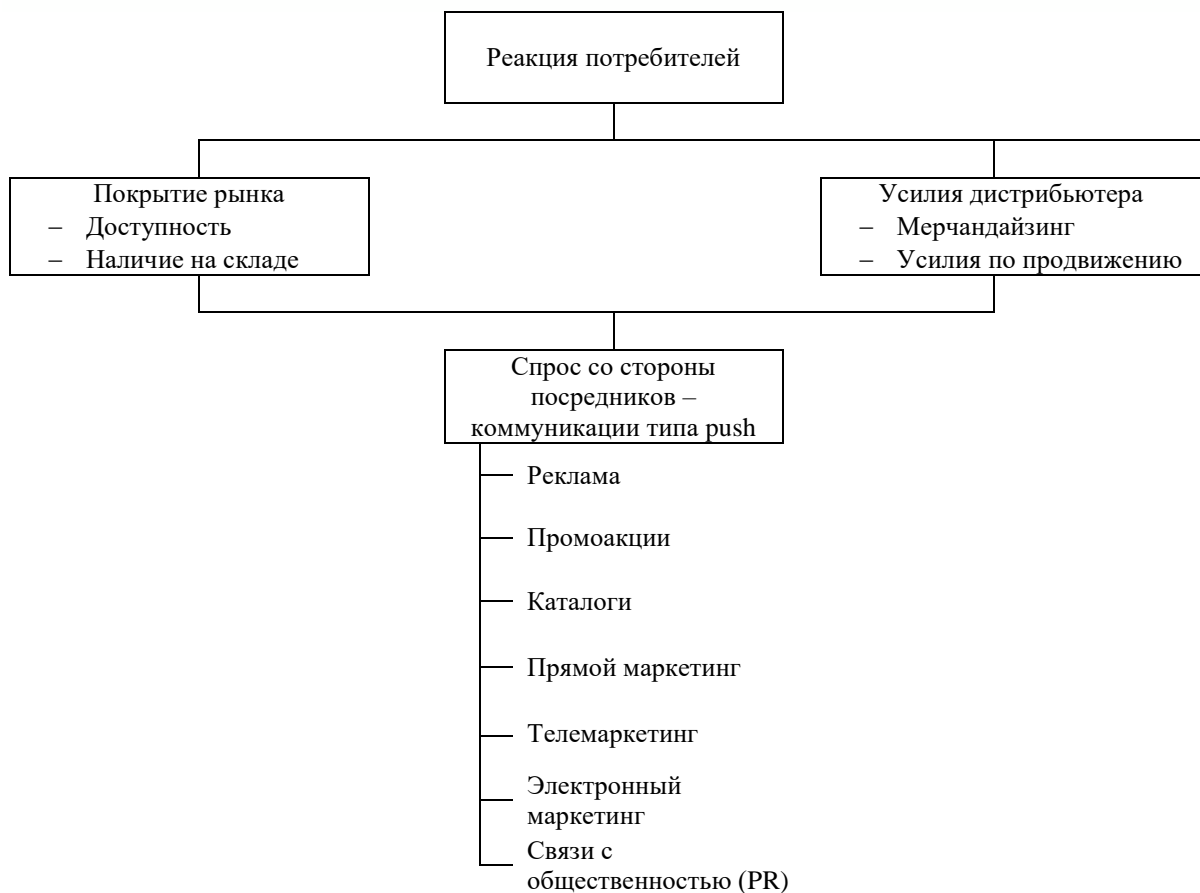 Реакция потребителей
Покрытие рынка
– Доступность
– Наличие на складе
Усилия дистрибьютера
– Мерчандайзинг
– Усилия по продвижению
Спрос со стороны
посредников –
коммуникации типа push
Реклама
Промоакции
Каталоги
Прямой маркетинг
Телемаркетинг
Электронный
маркетинг
Связи с
общественностью (PR)